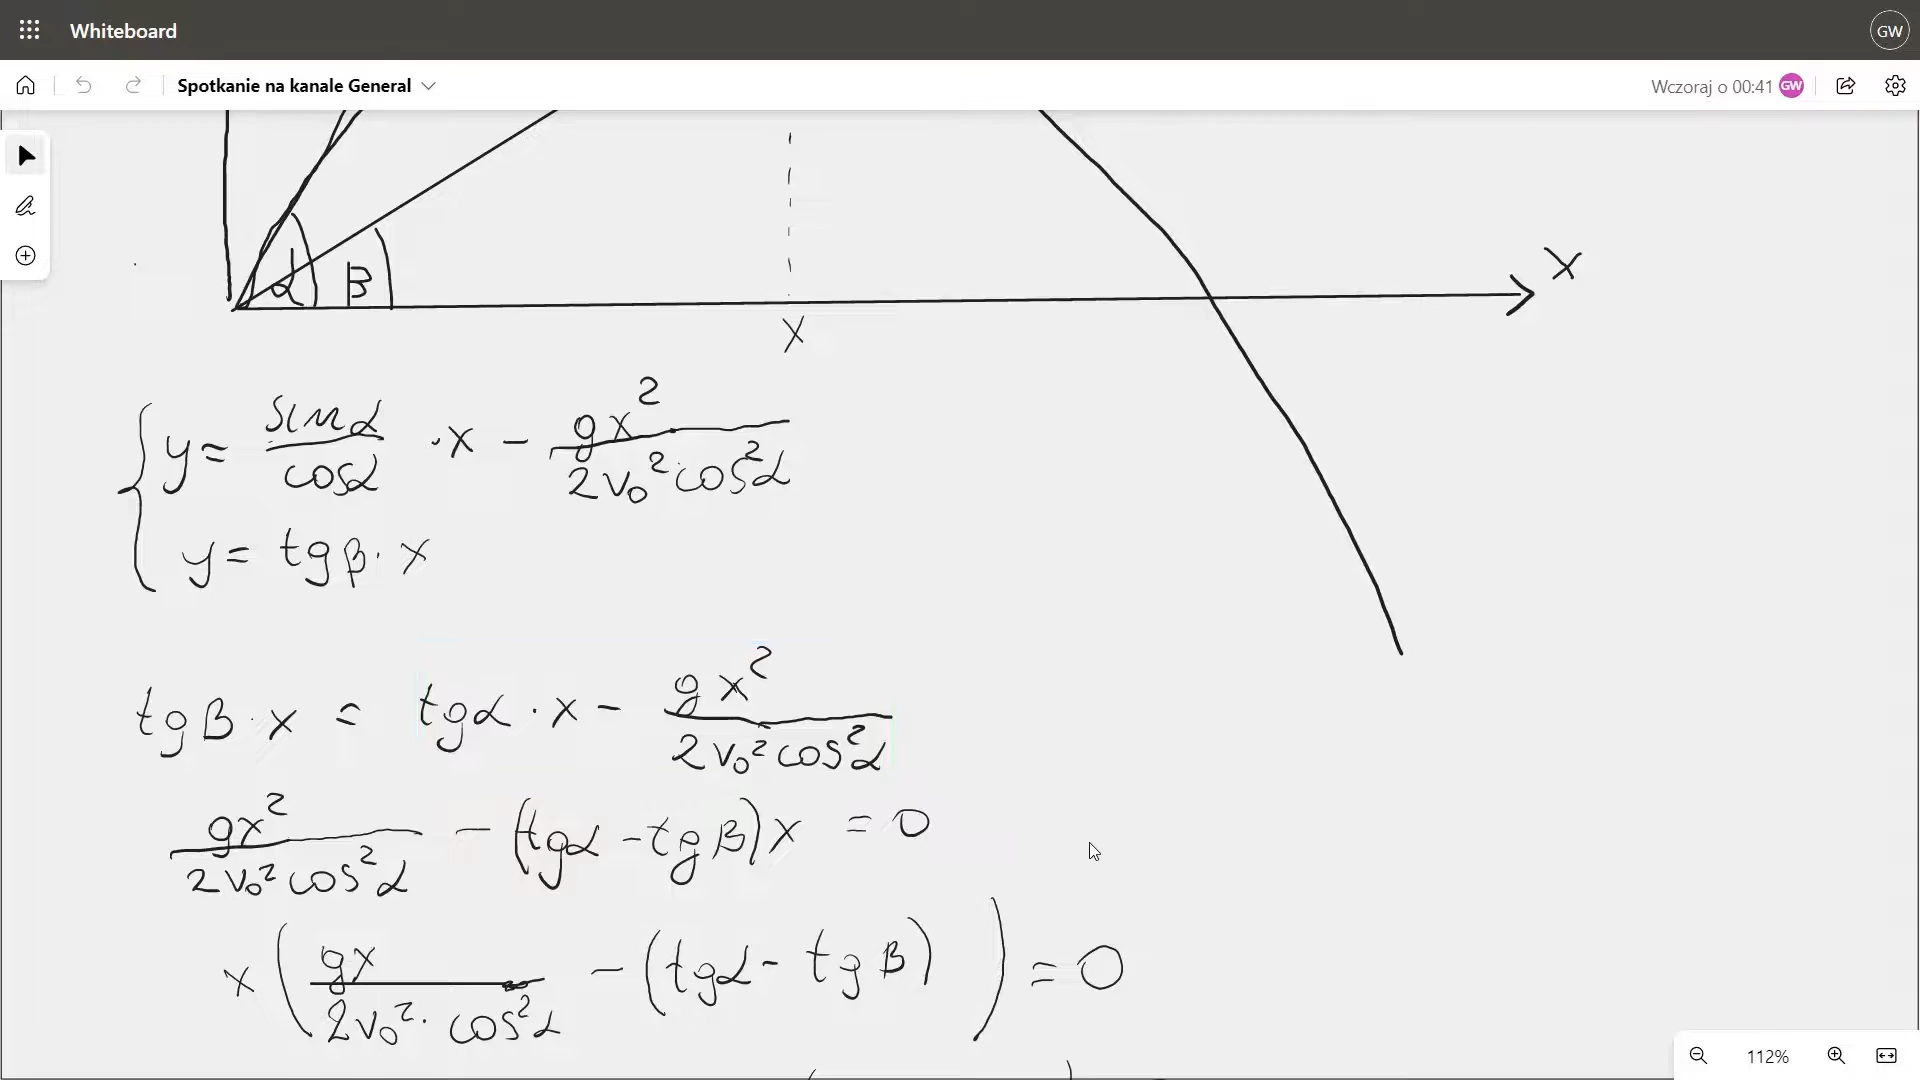 Whiteboard GW
Spotkanie na kanale General Wczoraj o 00:41 GW
α β x
x
y = sinα/cosα · x − gx²/2v₀²cos²α
y = tgβ · x
tgβ · x = tgα · x − gx²/2v₀²cos²α
gx²/2v₀²cos²α − (tgα − tgβ)x = 0
x(gx/2v₀² · cos²α − (tgα − tgβ)) = 0
112%